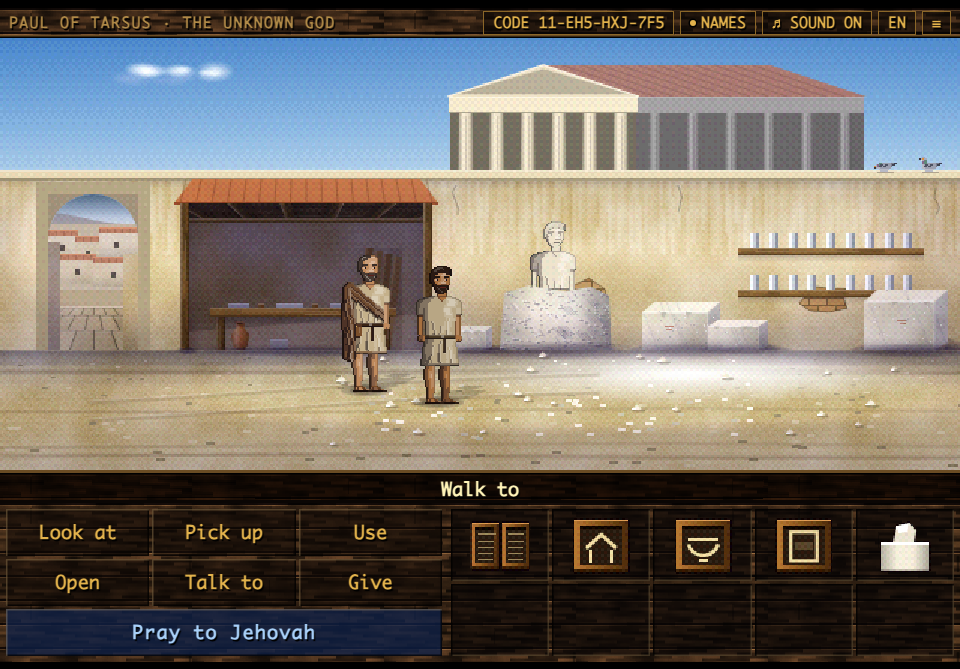 PAUL OF TARSUS · THE UNKNOWN GOD
CODE 11-EH5-HXJ-7F5
• NAMES
♬ SOUND ON
EN
≡
Walk to
Look at
Pick up
Use
Open
Talk to
Give
Pray to Jehovah